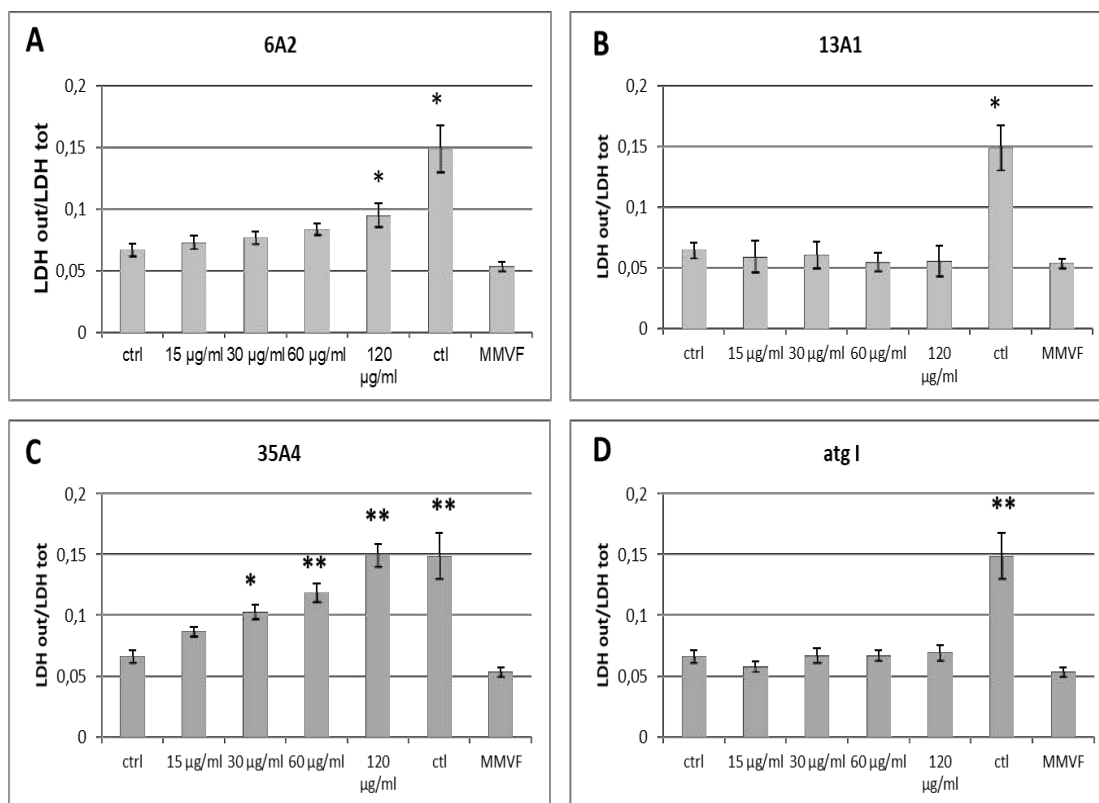 A
6A2
LDH out/LDH tot
0,2
0,15
0,1
0,05
0
*
*
ctrl 15 µg/ml 30 µg/ml 60 µg/ml 120 µg/ml ctl MMVF
B
13A1
LDH out/LDH tot
0,2
0,15
0,1
0,05
0
*
ctrl 15 µg/ml 30 µg/ml 60 µg/ml 120 µg/ml ctl MMVF
C
35A4
LDH out/LDH tot
0,2
0,15
0,1
0,05
0
*
**
**
**
ctrl 15 µg/ml 30 µg/ml 60 µg/ml 120 µg/ml ctl MMVF
D
atg I
LDH out/LDH tot
0,2
0,15
0,1
0,05
0
**
ctrl 15 µg/ml 30 µg/ml 60 µg/ml 120 µg/ml ctl MMVF